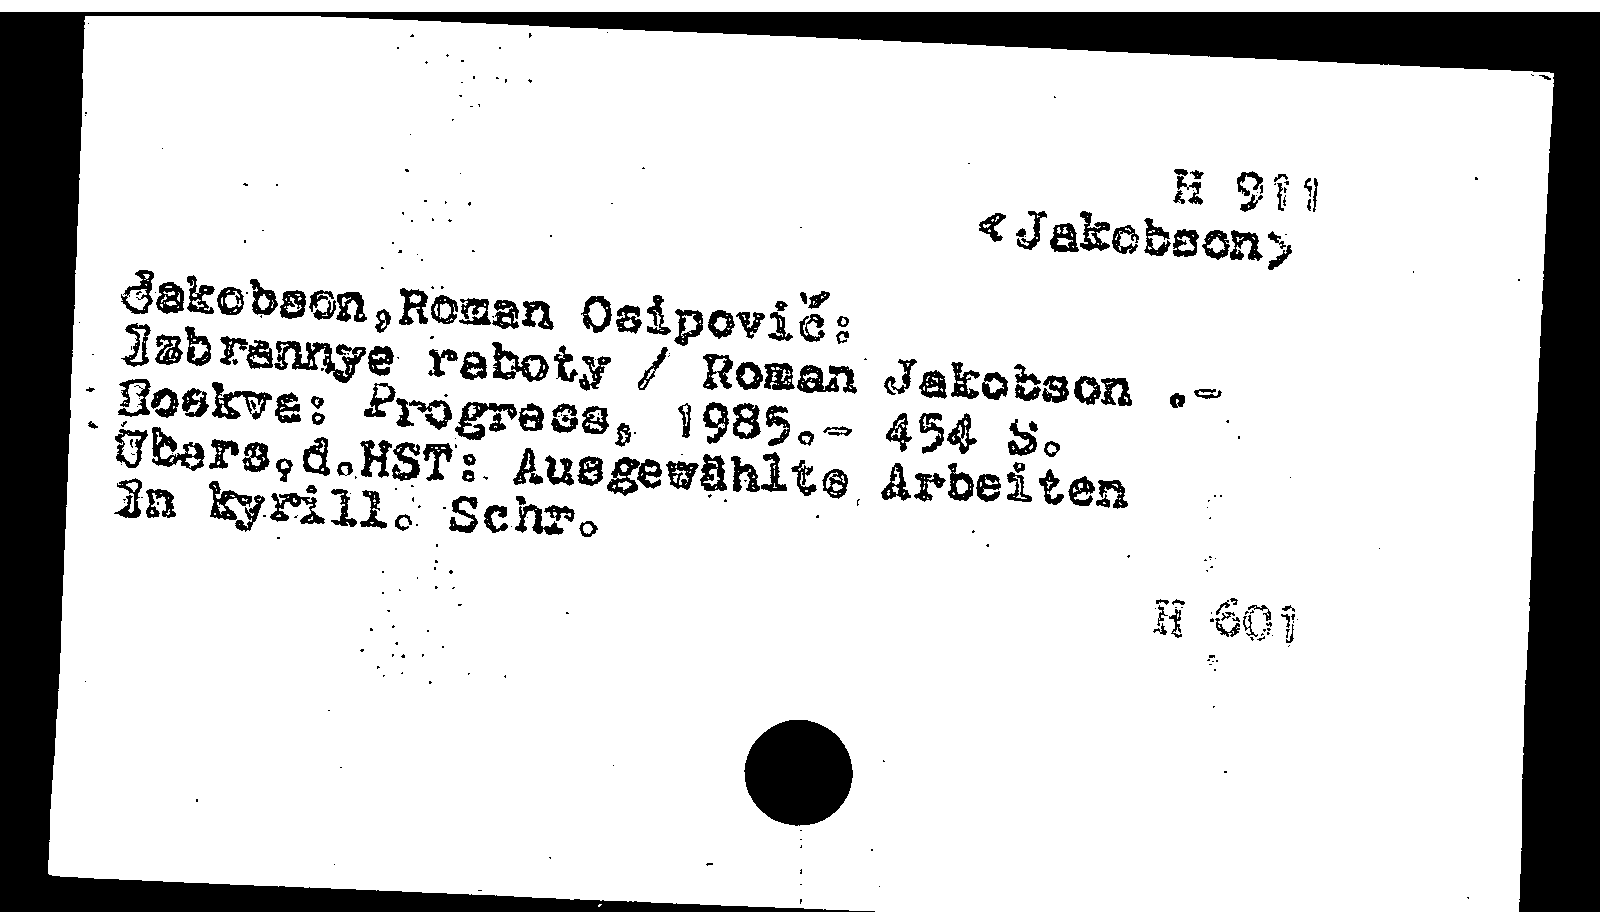 H 911
<Jakobson>
Jakobson,Roman Osipovič:
Izbrannye raboty / Roman Jakobson .-
Moskva: Progress, 1985.- 454 S.
Übers.d.HST: Ausgewählte Arbeiten
In kyrill. Schr.
H 601